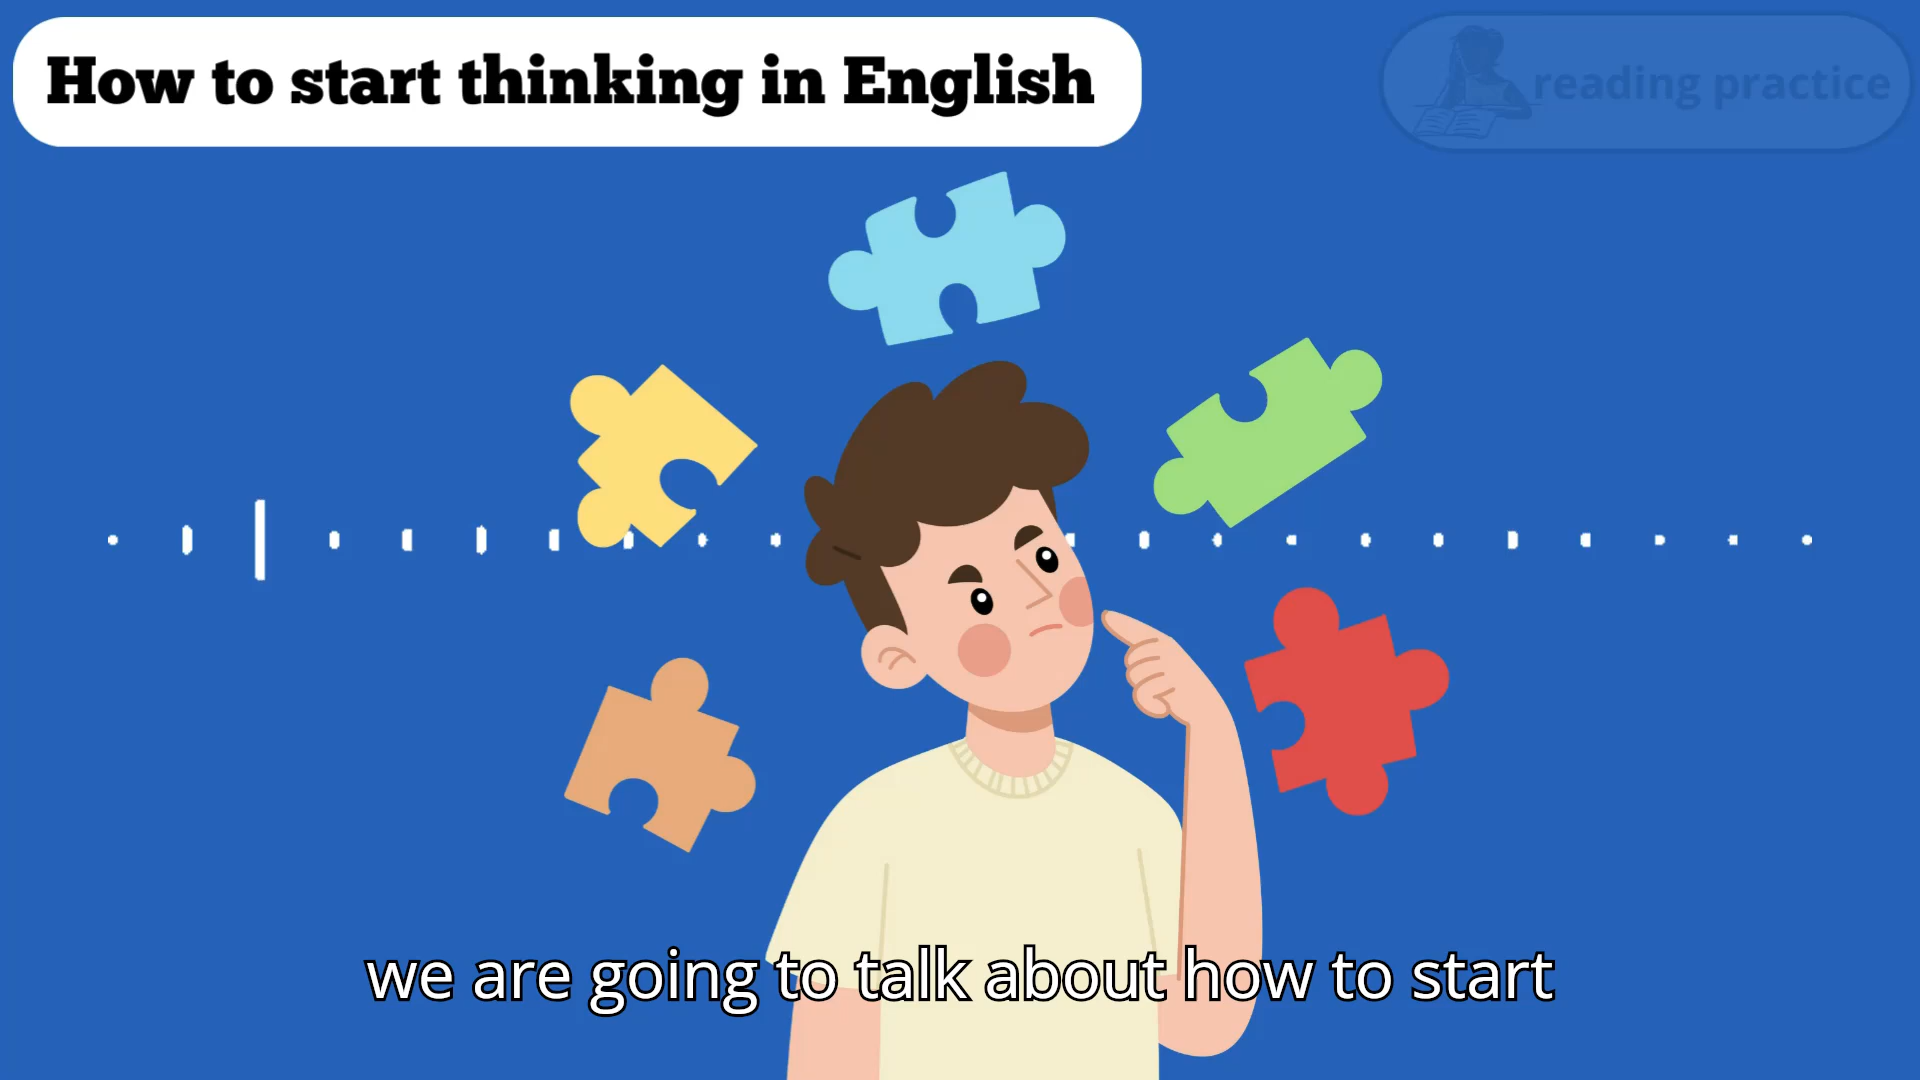 How to start thinking in English
reading practice
we are going to talk about how to start